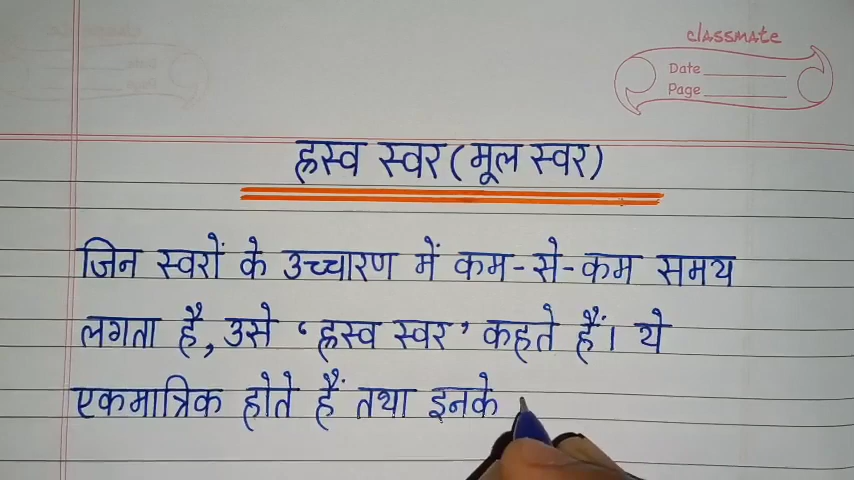 classmate
Date
Page
ह्रस्व स्वर (मूल स्वर)
जिन स्वरों के उच्चारण में कम-से-कम समय
लगता है, उसे ‘ह्रस्व स्वर’ कहते हैं। ये
एकमात्रिक होते हैं तथा इनके